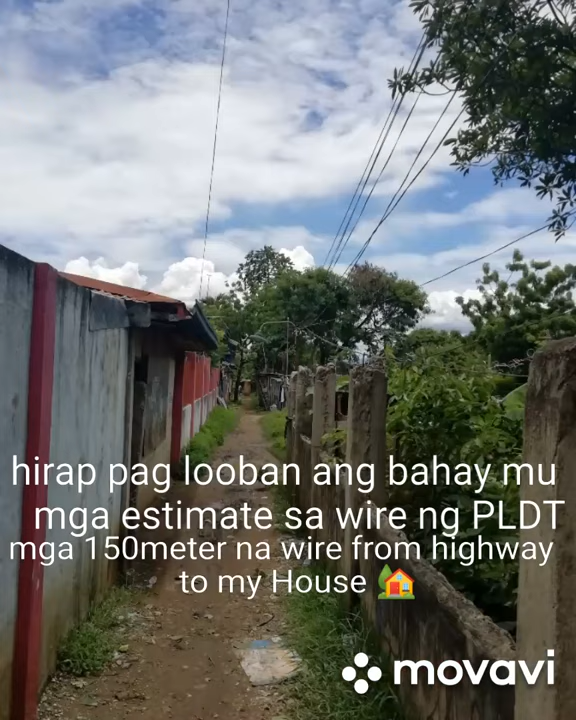 hirap pag looban ang bahay mu
mga estimate sa wire ng PLDT
mga 150meter na wire from highway
to my House 🏠
movavi